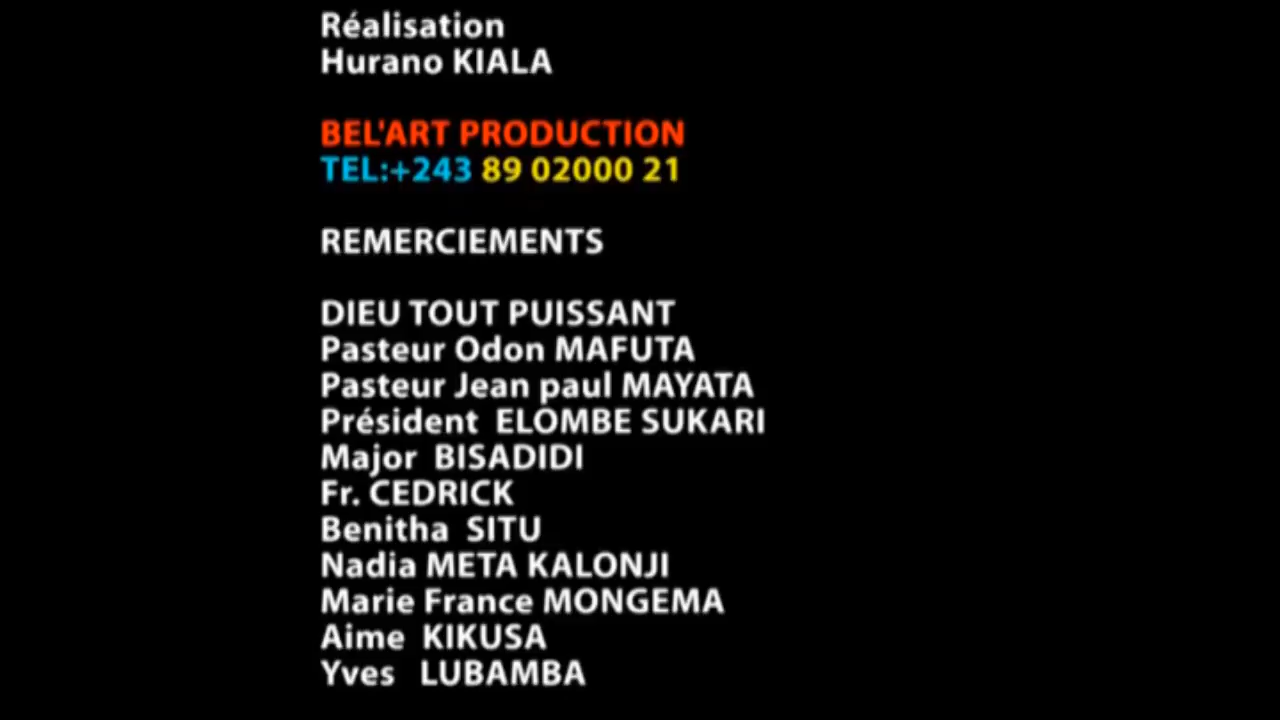 Réalisation
Hurano KIALA
BEL'ART PRODUCTION
TEL:+243 89 02000 21
REMERCIEMENTS
DIEU TOUT PUISSANT
Pasteur Odon MAFUTA
Pasteur Jean paul MAYATA
Président ELOMBE SUKARI
Major BISADIDI
Fr. CEDRICK
Benitha SITU
Nadia META KALONJI
Marie France MONGEMA
Aime KIKUSA
Yves LUBAMBA